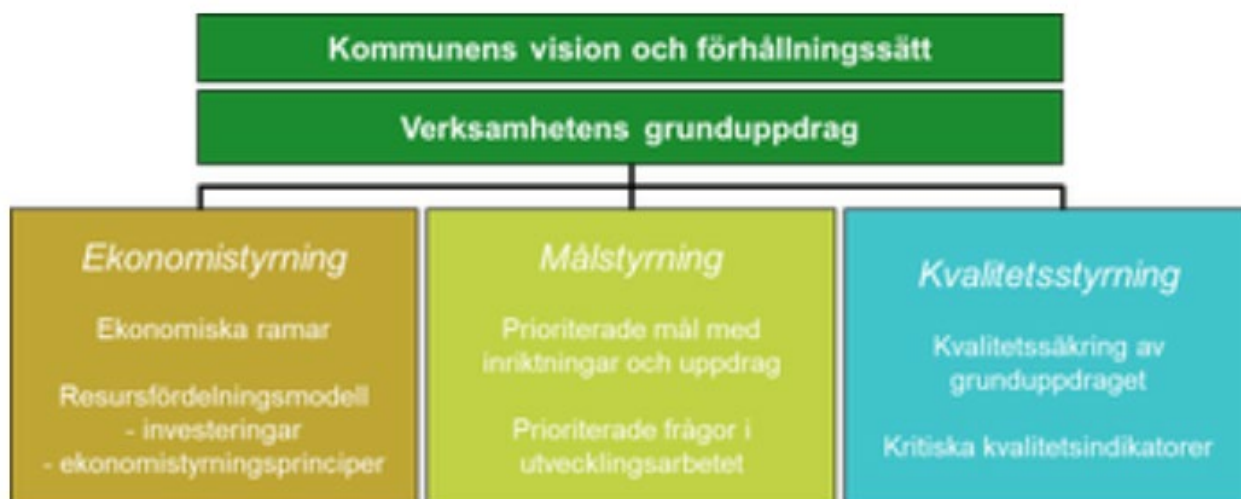 Kommunens vision och förhållningssätt
Verksamhetens grunduppdrag
Ekonomistyrning
Ekonomiska ramar
Resursfördelningsmodell
- investeringar
- ekonomistyrningsprinciper
Målstyrning
Prioriterade mål med
inriktningar och uppdrag
Prioriterade frågor i
utvecklingsarbetet
Kvalitetsstyrning
Kvalitetssäkring av
grunduppdraget
Kritiska kvalitetsindikatorer